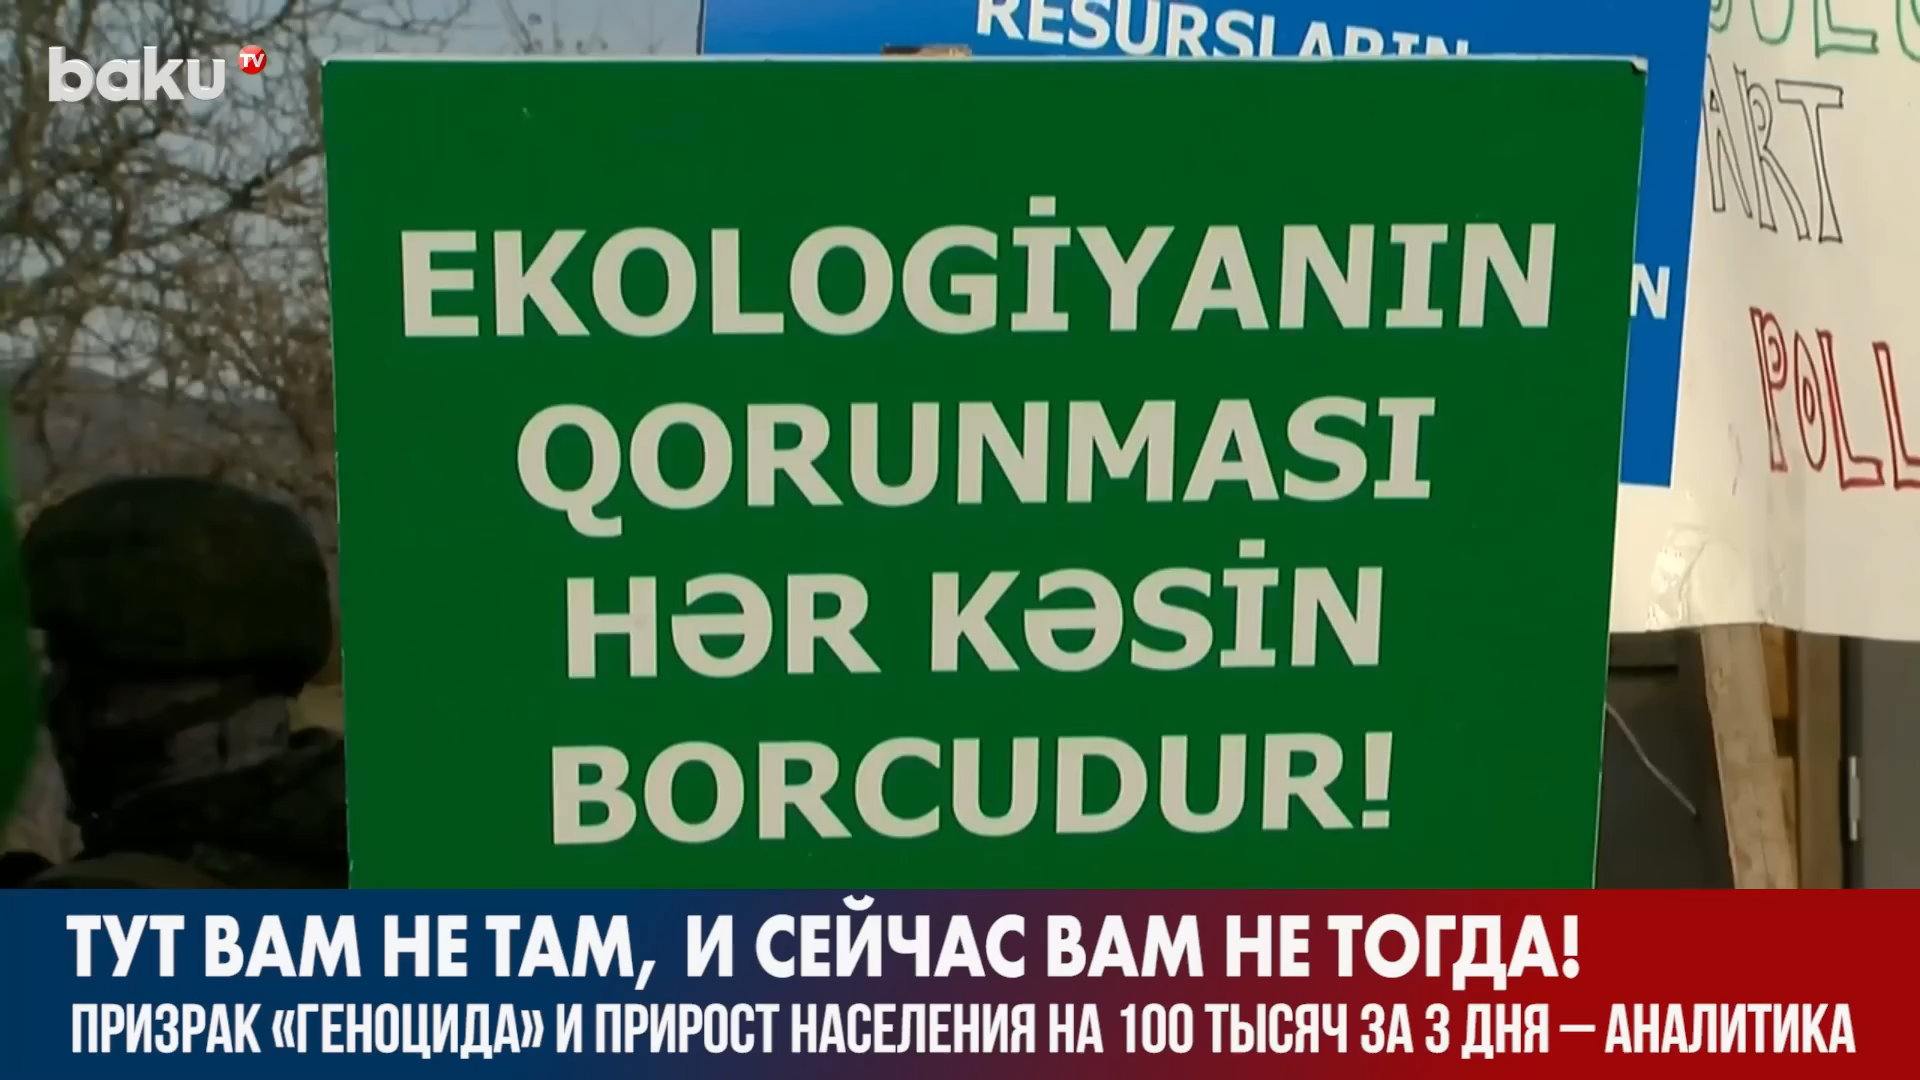 baku TV
RESURSLARIN
ART
N
EKOLOGİYANIN
QORUNMASI
HƏR KƏSİN
BORCUDUR!
ТУТ ВАМ НЕ ТАМ, И СЕЙЧАС ВАМ НЕ ТОГДА!
ПРИЗРАК «ГЕНОЦИДА» И ПРИРОСТ НАСЕЛЕНИЯ НА 100 ТЫСЯЧ ЗА 3 ДНЯ – АНАЛИТИКА